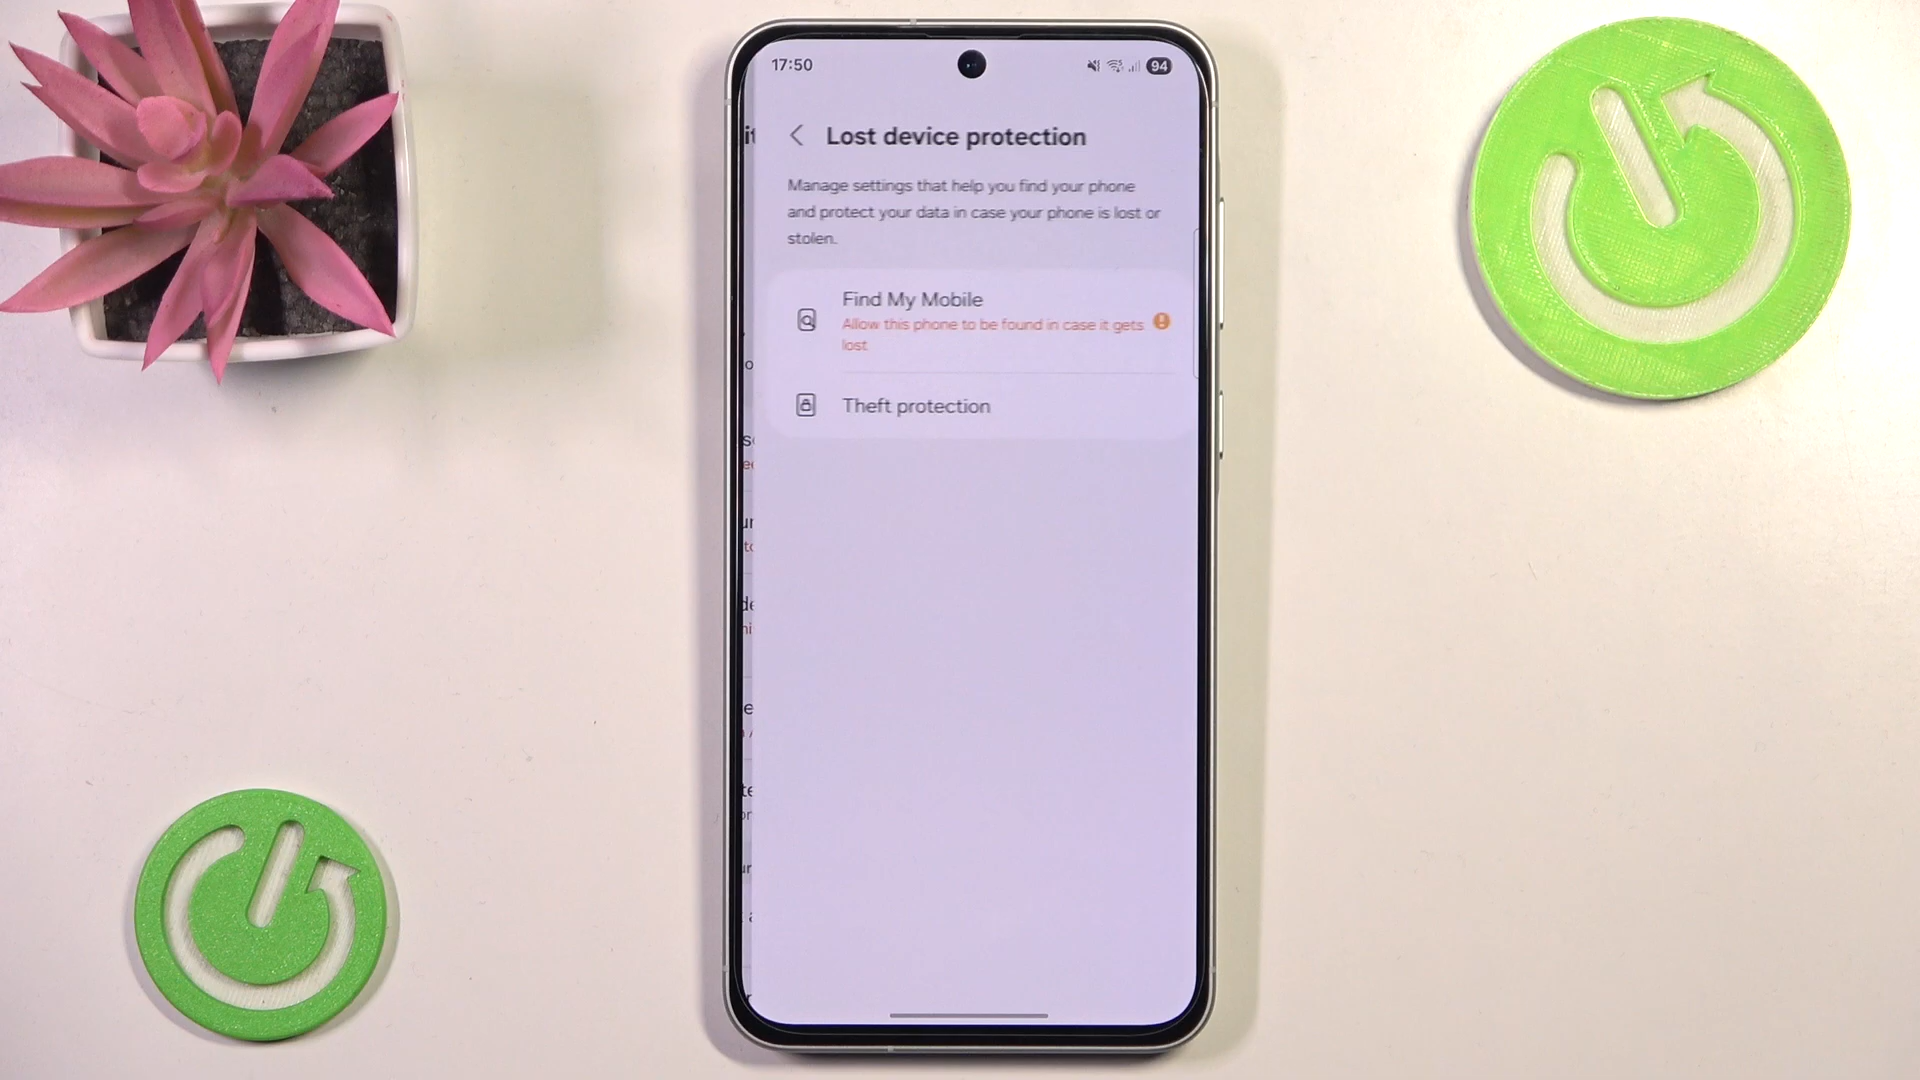 17:50
94
Lost device protection
Manage settings that help you find your phone
and protect your data in case your phone is lost or
stolen.
Find My Mobile
Allow this phone to be found in case it gets
lost
Theft protection